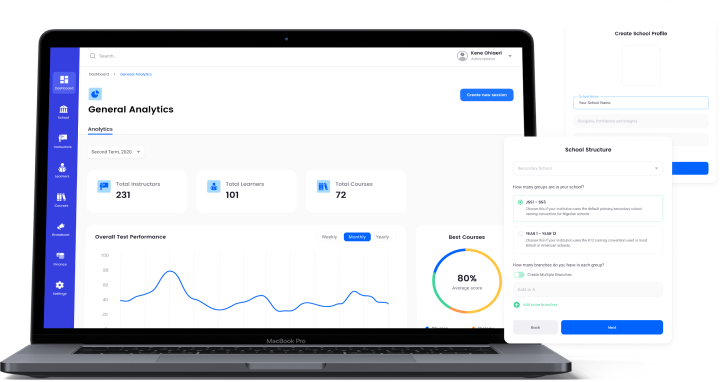 Search..
Kene Ohiaeri
Administrator
Dashboard
General Analytics
Dashboard
School
Instructors
Learners
Courses
Broadcast
Finance
Settings
General Analytics
Create new session
Analytics
Second Term, 2020
Total Instructors
231
Total Learners
101
Total Courses
72
Overall Test Performance
Weekly
Monthly
Yearly
100
80
60
40
20
Best Courses
80%
Average score
MacBook Pro
Create School Profile
School Name
Your School Name
School Structure
Secondary School
How many groups are in your school?
JSS1 - SS3
Choose this if your institution uses the default primary secondary school
naming convention for Nigerian schools
YEAR 1 - YEAR 12
Choose this if your institution uses the K12 naming convention used in most
British or American schools.
How many branches do you have in each group?
Create Multiple Branches
Add more branches
Back
Next